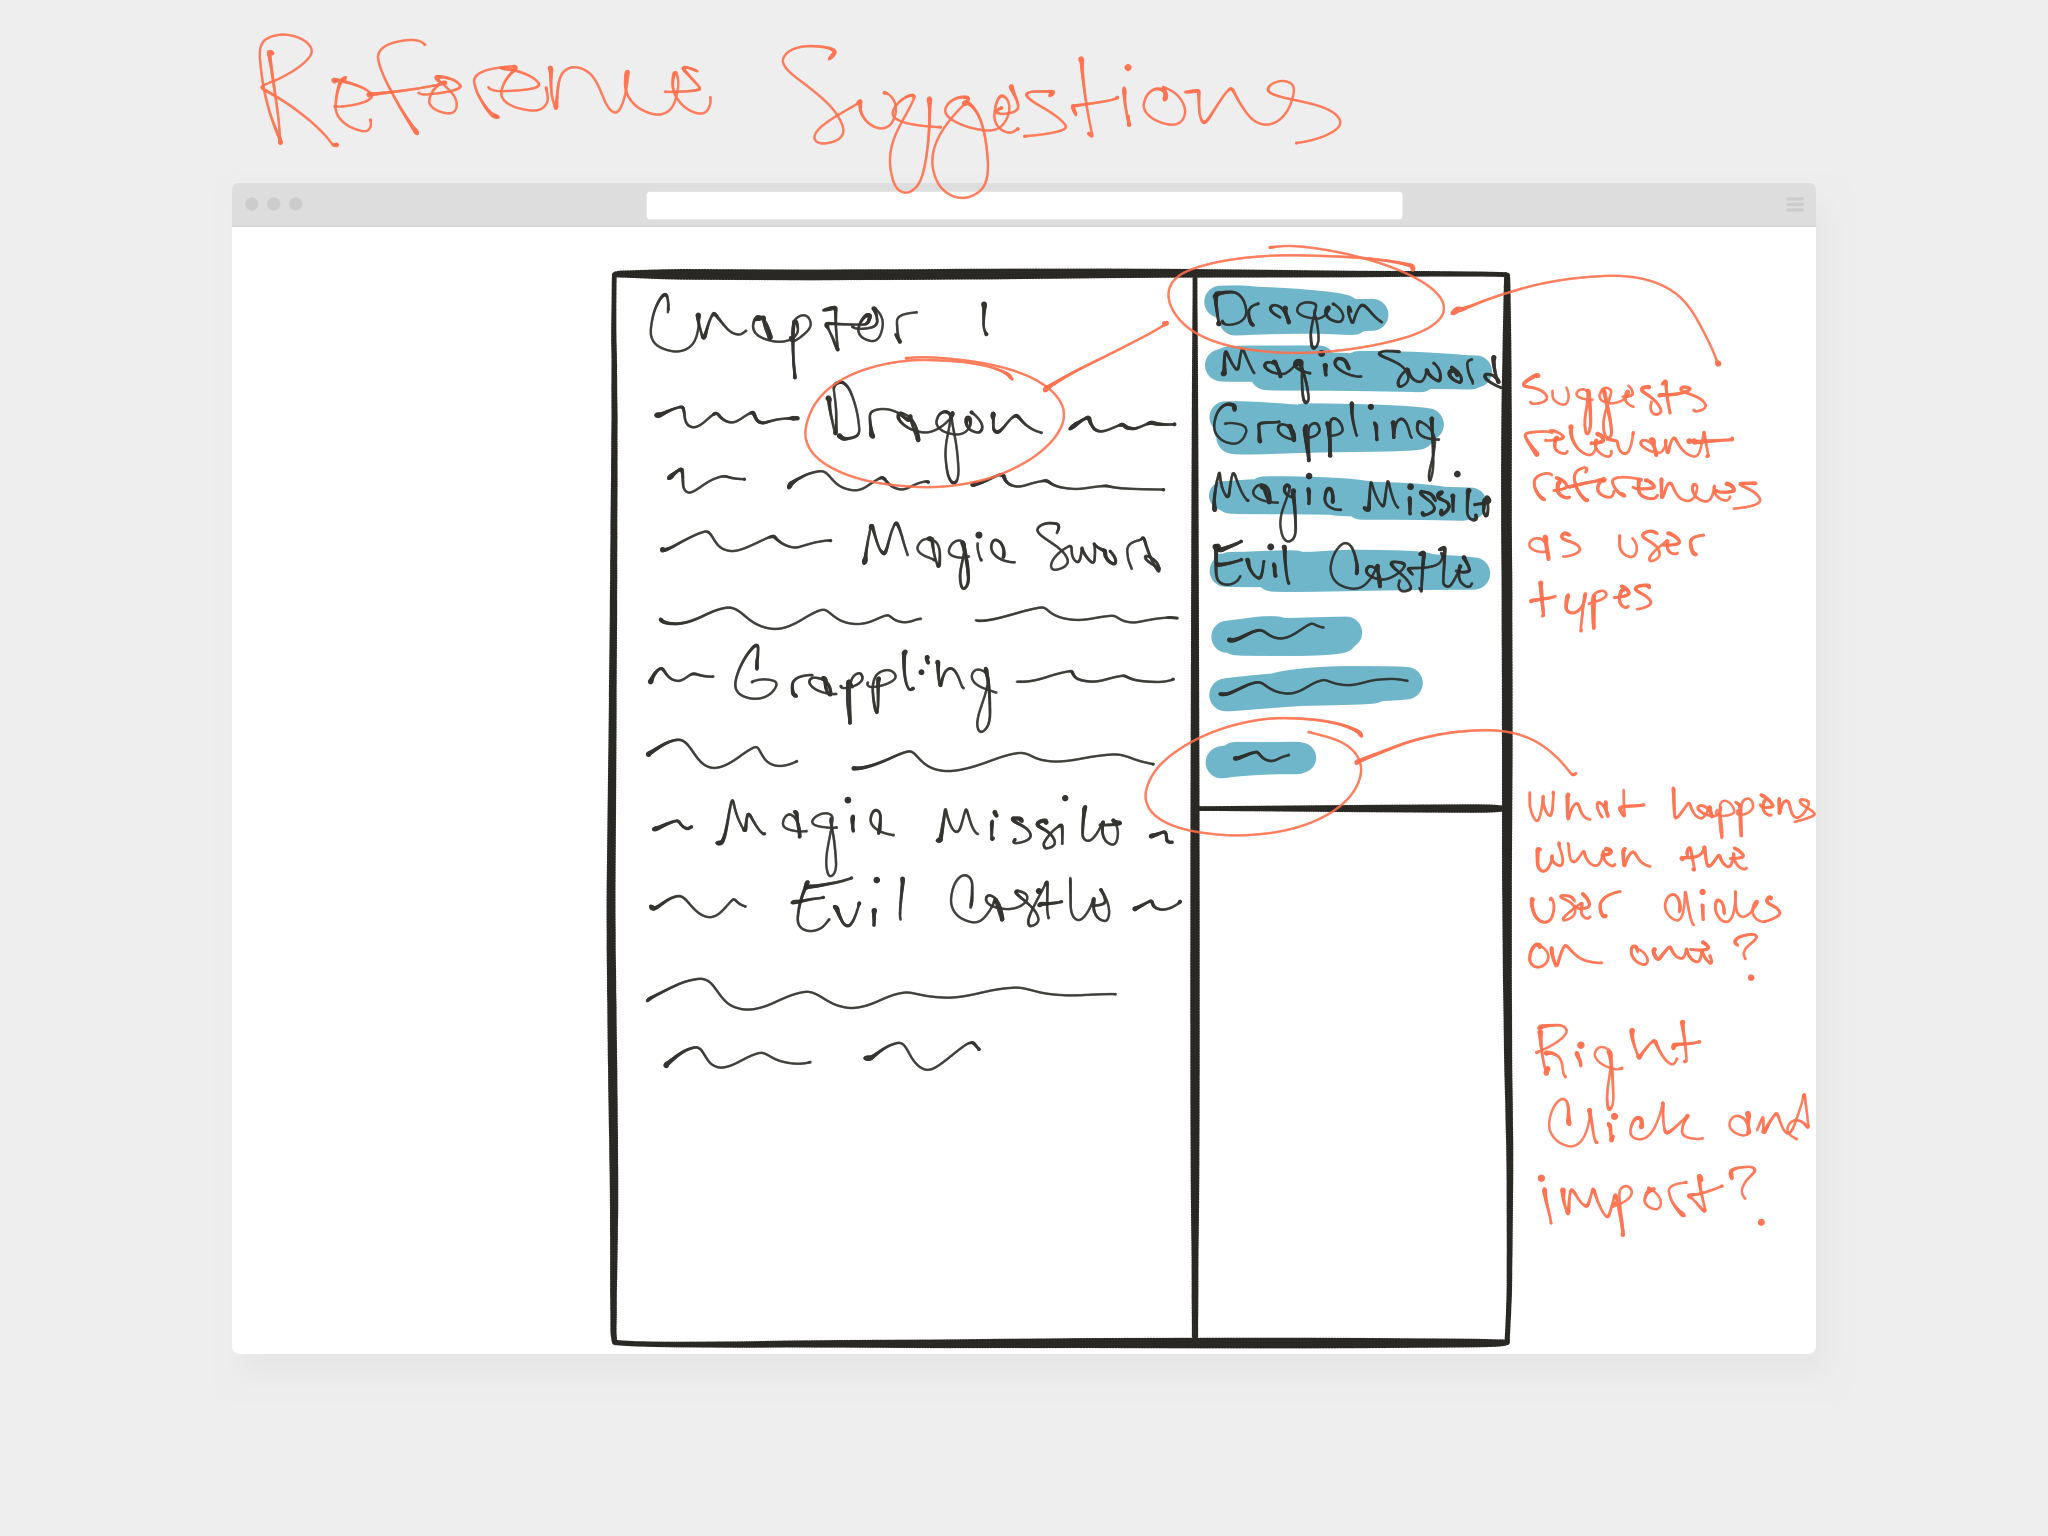 Reference Suggestions
Chapter 1
Dragon
Magic Sword
Grappling
Magic Missile
Evil Castle
Dragon
Magic Sword
Grappling
Magic Missile
Evil Castle
Suggests
relevant
references
as user
types
What happens
when the
user clicks
on one?
Right
Click and
import?